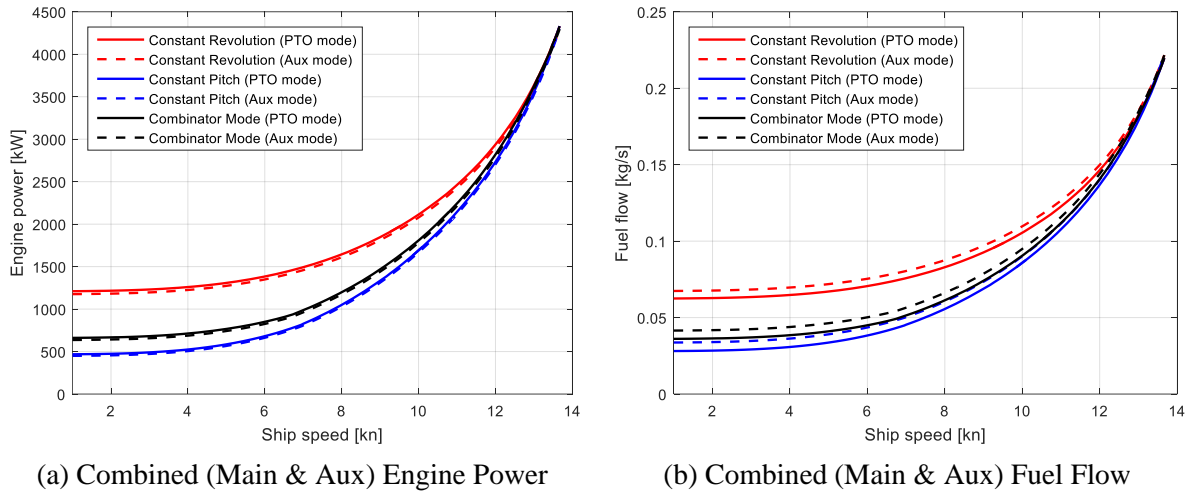 4500
4000
3500
3000
2500
2000
1500
1000
500
0
Engine power [kW]
Constant Revolution (PTO mode)
Constant Revolution (Aux mode)
Constant Pitch (PTO mode)
Constant Pitch (Aux mode)
Combinator Mode (PTO mode)
Combinator Mode (Aux mode)
2 4 6 8 10 12 14
Ship speed [kn]
(a) Combined (Main & Aux) Engine Power
0.25
0.2
0.15
0.1
0.05
0
Fuel flow [kg/s]
Constant Revolution (PTO mode)
Constant Revolution (Aux mode)
Constant Pitch (PTO mode)
Constant Pitch (Aux mode)
Combinator Mode (PTO mode)
Combinator Mode (Aux mode)
2 4 6 8 10 12 14
Ship speed [kn]
(b) Combined (Main & Aux) Fuel Flow